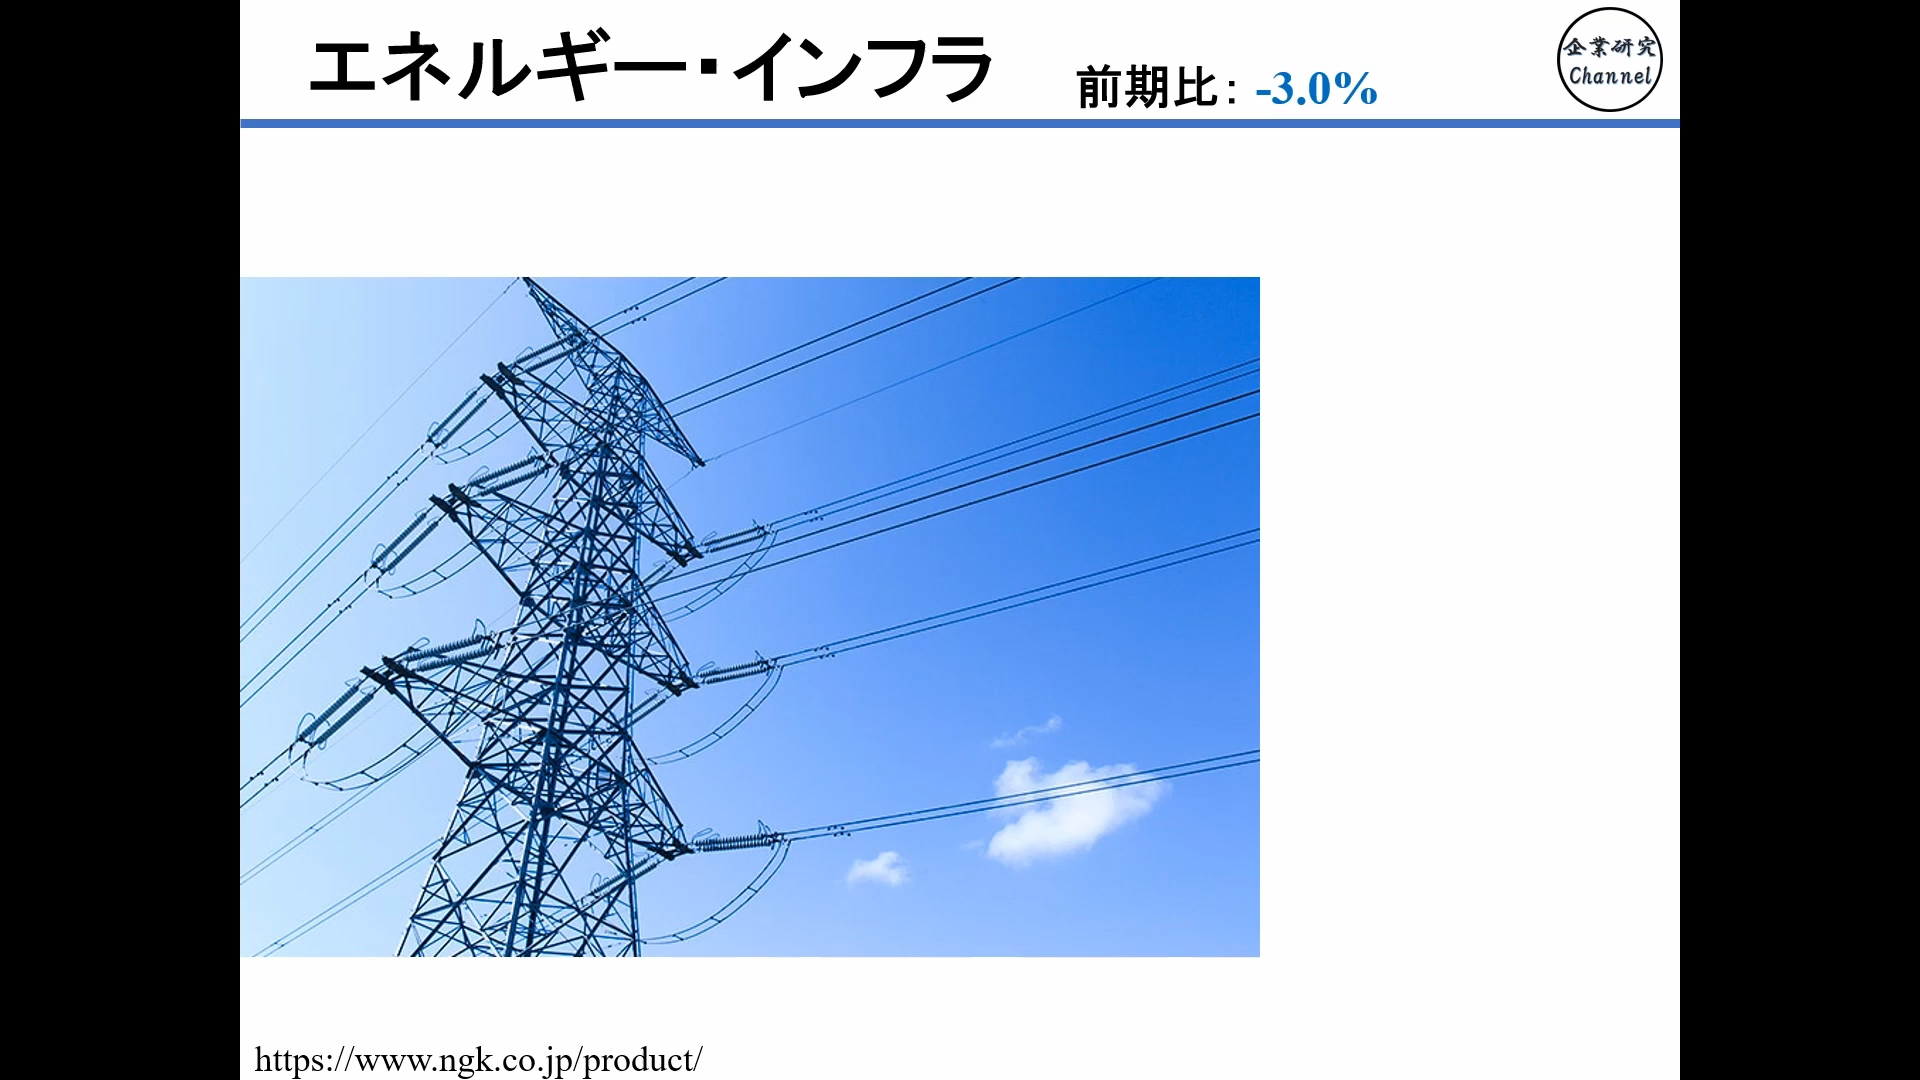 エネルギー・インフラ
前期比： -3.0%
企業研究
Channel
https://www.ngk.co.jp/product/